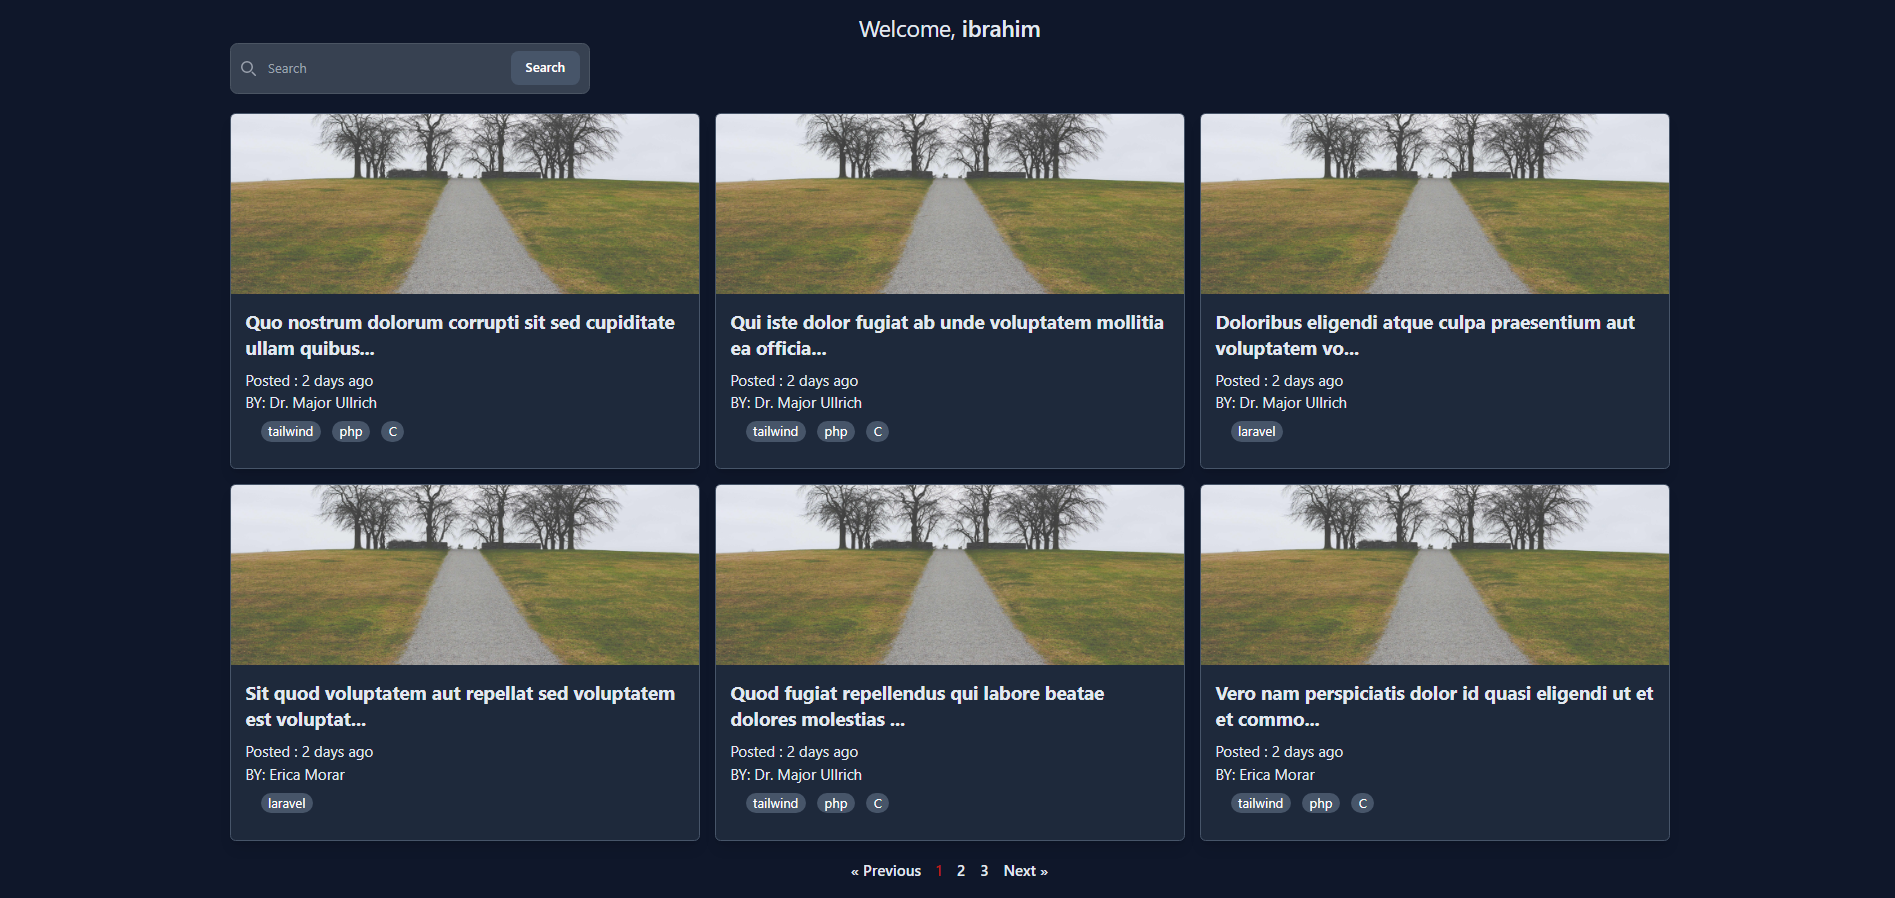 Welcome, ibrahim
Search
Search
Quo nostrum dolorum corrupti sit sed cupiditate
ullam quibus...
Posted : 2 days ago
BY: Dr. Major Ullrich
tailwind php C
Qui iste dolor fugiat ab unde voluptatem mollitia
ea officia...
Posted : 2 days ago
BY: Dr. Major Ullrich
tailwind php C
Doloribus eligendi atque culpa praesentium aut
voluptatem vo...
Posted : 2 days ago
BY: Dr. Major Ullrich
laravel
Sit quod voluptatem aut repellat sed voluptatem
est voluptat...
Posted : 2 days ago
BY: Erica Morar
laravel
Quod fugiat repellendus qui labore beatae
dolores molestias ...
Posted : 2 days ago
BY: Dr. Major Ullrich
tailwind php C
Vero nam perspiciatis dolor id quasi eligendi ut et
et commo...
Posted : 2 days ago
BY: Erica Morar
tailwind php C
« Previous 1 2 3 Next »